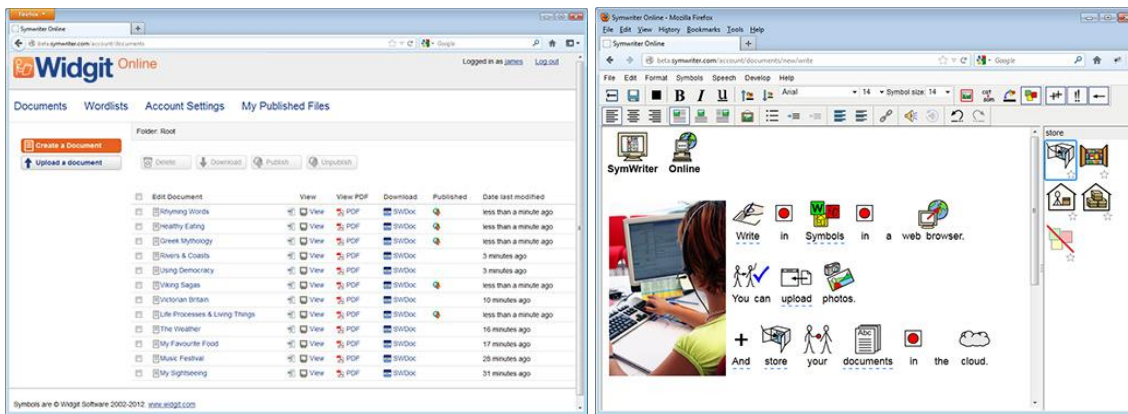 Firefox
Symwriter Online
beta.symwriter.com/account/documents
Google
Widgit Online
Logged in as james Log out
Documents Wordlists Account Settings My Published Files
Create a Document
Upload a document
Folder: Root
Delete Download Publish Unpublish
Edit Document View View PDF Download Published Date last modified
Rhyming Words View PDF SWDoc less than a minute ago
Healthy Eating View PDF SWDoc less than a minute ago
Greek Mythology View PDF SWDoc less than a minute ago
Rivers & Coasts View PDF SWDoc 3 minutes ago
Using Democracy View PDF SWDoc 3 minutes ago
Viking Sagas View PDF SWDoc less than a minute ago
Victorian Britain View PDF SWDoc 10 minutes ago
Life Processes & Living Things View PDF SWDoc less than a minute ago
The Weather View PDF SWDoc 16 minutes ago
My Favourite Food View PDF SWDoc 17 minutes ago
Music Festival View PDF SWDoc 26 minutes ago
My Sightseeing View PDF SWDoc 31 minutes ago
Symbols are © Widgit Software 2002-2012 www.widgit.com
Symwriter Online - Mozilla Firefox
File Edit View History Bookmarks Tools Help
Symwriter Online
beta.symwriter.com/account/documents/new/write
Google
File Edit Format Symbols Speech Develop Help
B I U Arial 14 Symbol size: 14
store
SymWriter Online
Write in Symbols in a web browser.
You can upload photos.
Abc
And store your documents in the cloud.